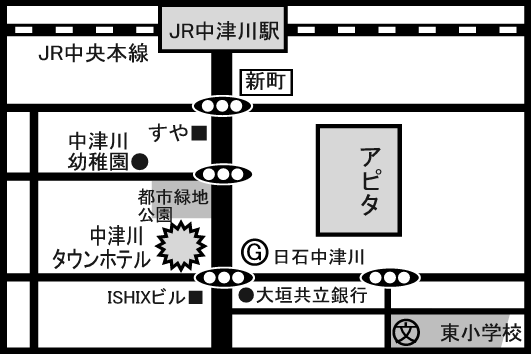 JR中津川駅
JR中央本線
新町
すや
中津川
幼稚園
アピタ
都市緑地
公園
中津川
タウンホテル
G
日石中津川
ISHIXビル
大垣共立銀行
文
東小学校